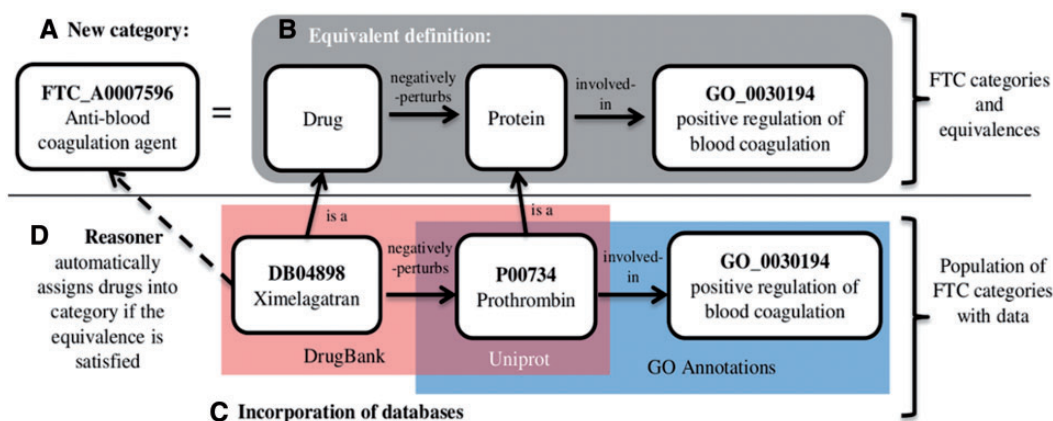 A New category:
FTC_A0007596
Anti-blood
coagulation agent
=
B Equivalent definition:
Drug
negatively
-perturbs
Protein
involved-
in
GO_0030194
positive regulation of
blood coagulation
FTC categories
and
equivalences
D Reasoner
automatically
assigns drugs into
category if the
equivalence is
satisfied
is a
is a
DB04898
Ximelagatran
negatively
-perturbs
P00734
Prothrombin
involved-
in
GO_0030194
positive regulation of
blood coagulation
DrugBank
Uniprot
GO Annotations
Population of
FTC categories
with data
C Incorporation of databases